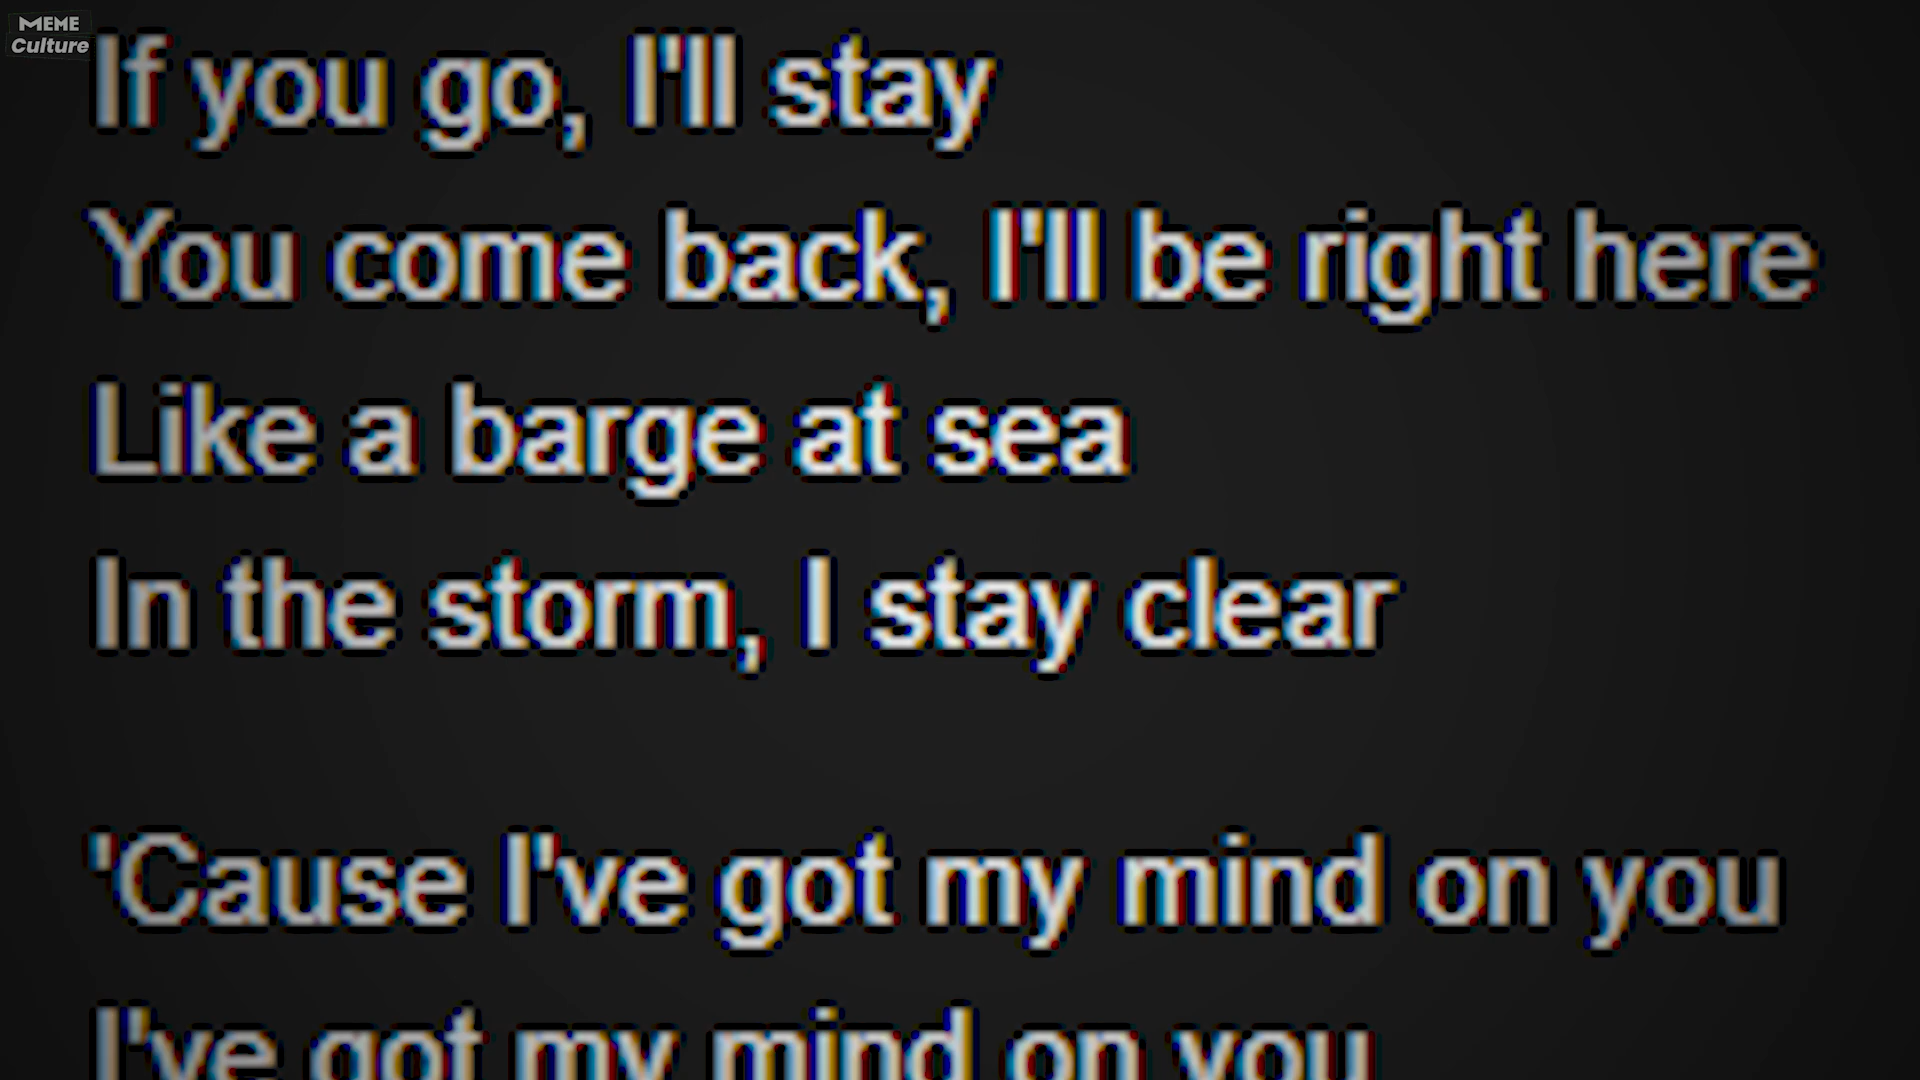 MEME
Culture
If you go, I'll stay
You come back, I'll be right here
Like a barge at sea
In the storm, I stay clear
'Cause I've got my mind on you
I've got my mind on you